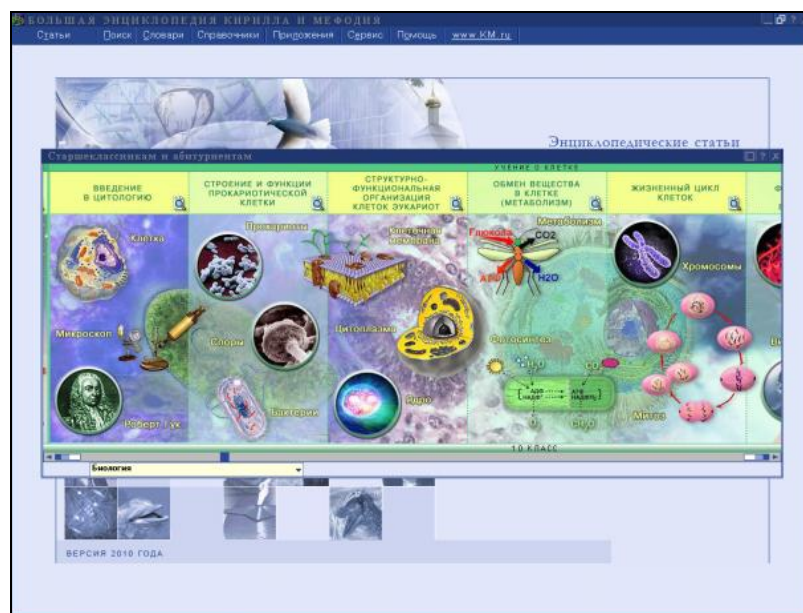 БОЛЬШАЯ ЭНЦИКЛОПЕДИЯ КИРИЛЛА И МЕФОДИЯ
Статьи Поиск Словари Справочники Приложения Сервис Помощь www.KM.ru
Энциклопедические статьи
Старшеклассникам и абитуриентам
УЧЕНИЕ О КЛЕТКЕ
ВВЕДЕНИЕ
В ЦИТОЛОГИЮ
СТРОЕНИЕ И ФУНКЦИИ
ПРОКАРИОТИЧЕСКОЙ
КЛЕТКИ
СТРУКТУРНО-
ФУНКЦИОНАЛЬНАЯ
ОРГАНИЗАЦИЯ
КЛЕТОК ЭУКАРИОТ
ОБМЕН ВЕЩЕСТВА
В КЛЕТКЕ
(МЕТАБОЛИЗМ)
ЖИЗНЕННЫЙ ЦИКЛ
КЛЕТОК
Клетка
Микроскоп
Роберт Гук
Прокариоты
Споры
Бактерии
Клеточная
мембрана
Цитоплазма
Ядро
Метаболизм
Глюкоза
CO2
H2O
Фотосинтез
H2O
CO
Хромосомы
Митоз
10 КЛАСС
Биология
ВЕРСИЯ 2010 ГОДА